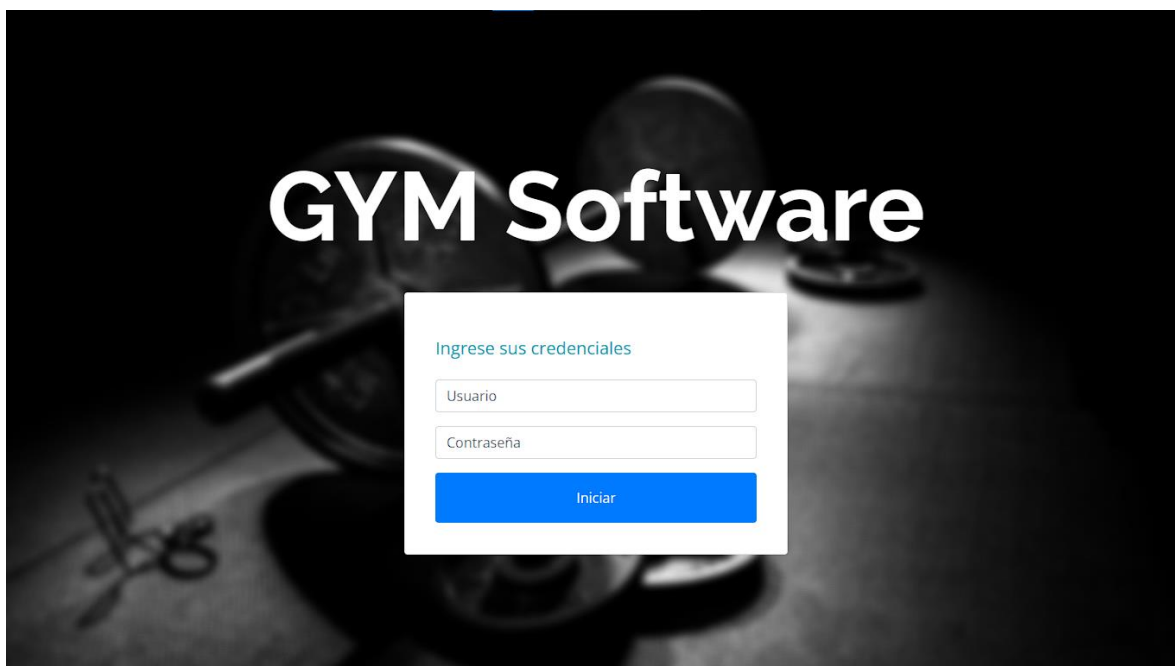 GYM Software
Ingrese sus credenciales
Usuario
Contraseña
Iniciar